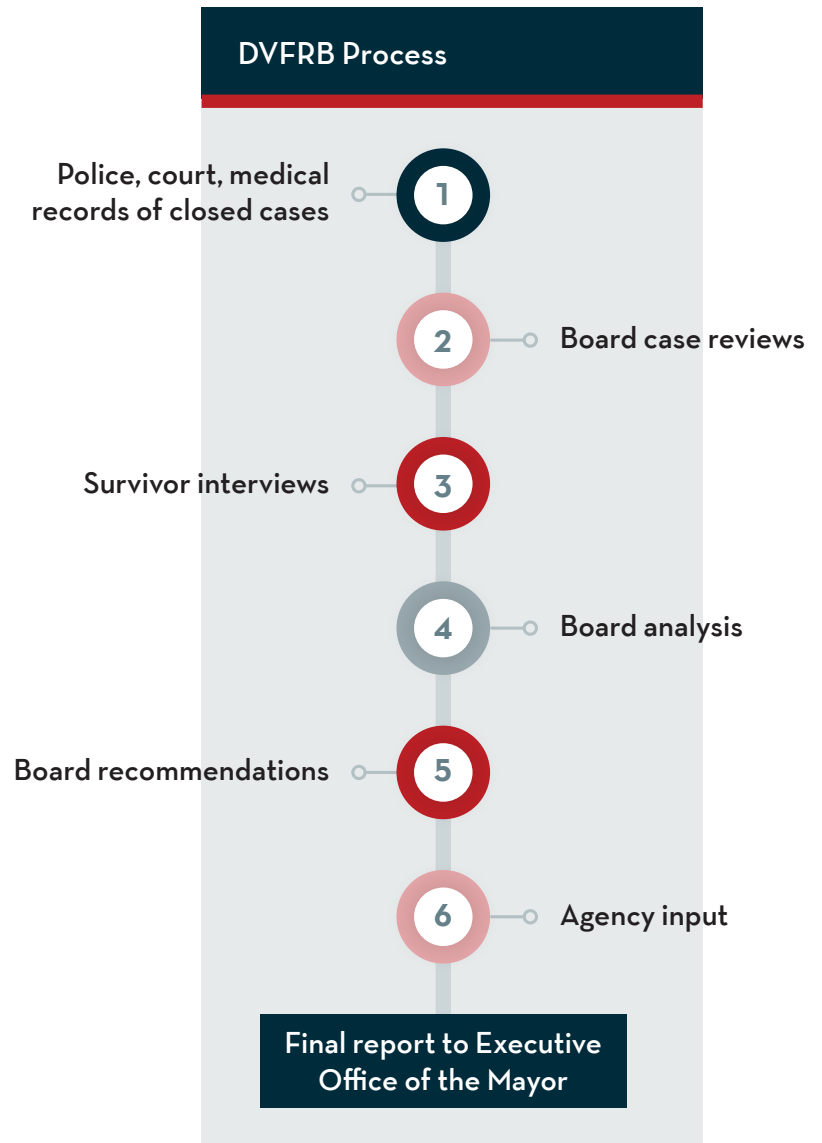 DVFRB Process
Police, court, medical
records of closed cases
1
2
Board case reviews
Survivor interviews
3
4
Board analysis
Board recommendations
5
6
Agency input
Final report to Executive
Office of the Mayor